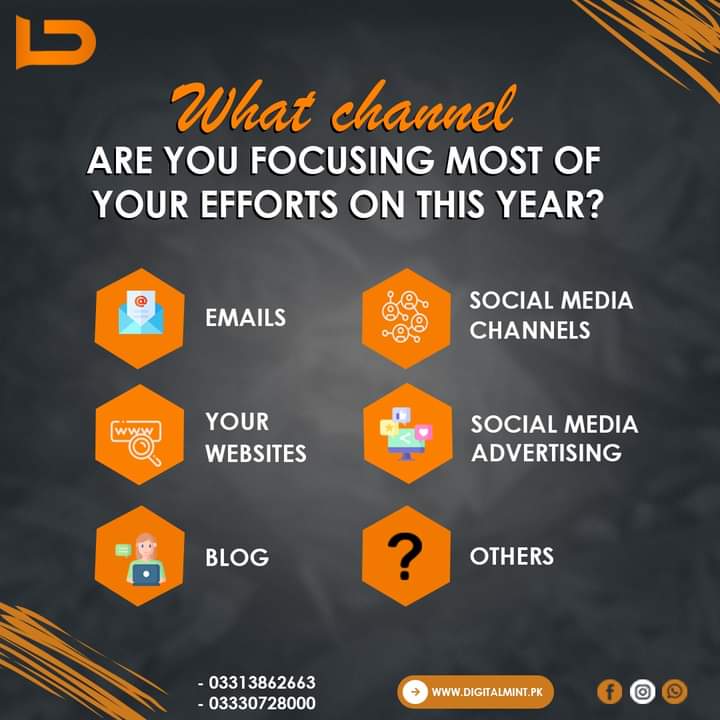 What channel
ARE YOU FOCUSING MOST OF
YOUR EFFORTS ON THIS YEAR?
@
EMAILS
SOCIAL MEDIA
CHANNELS
WWW
YOUR
WEBSITES
SOCIAL MEDIA
ADVERTISING
BLOG
?
OTHERS
- 03313862663
- 03330728000
WWW.DIGITALMINT.PK